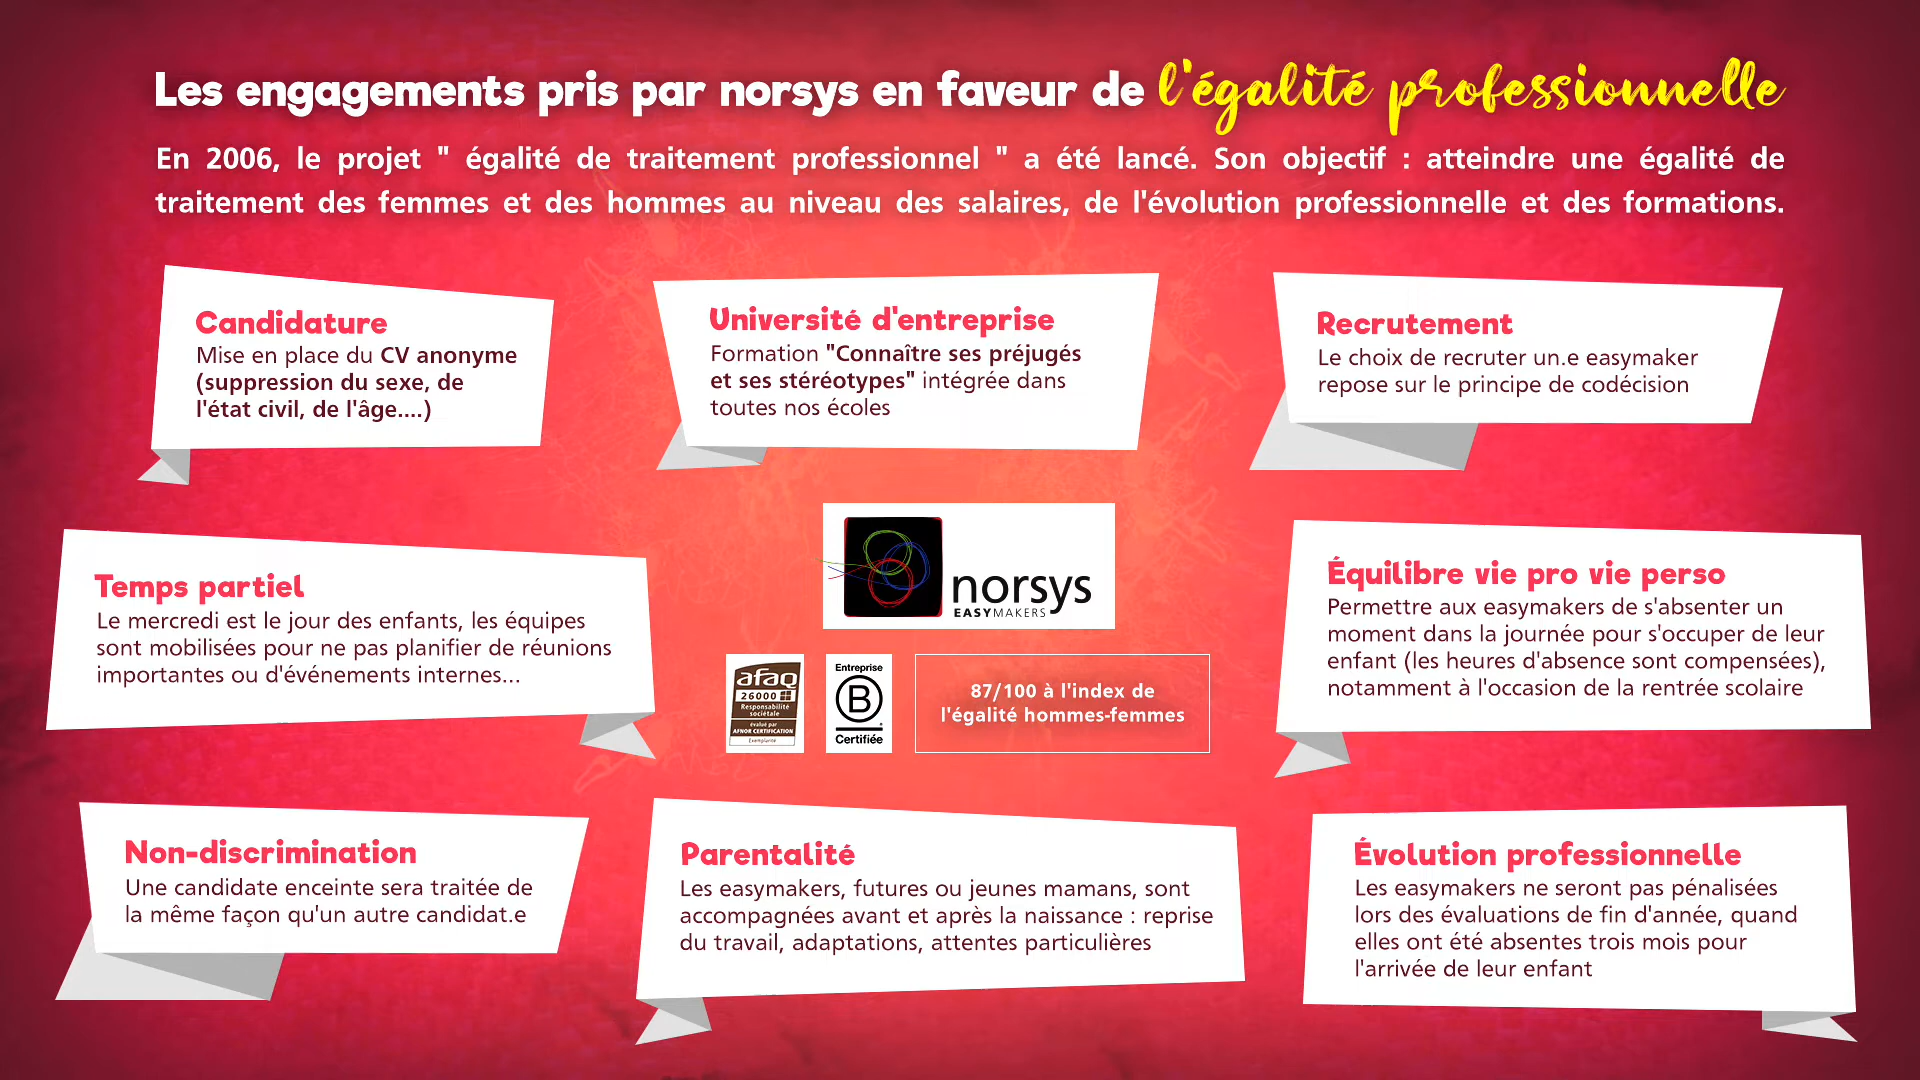 Les engagements pris par norsys en faveur de l'égalité professionnelle
En 2006, le projet " égalité de traitement professionnel " a été lancé. Son objectif : atteindre une égalité de
traitement des femmes et des hommes au niveau des salaires, de l'évolution professionnelle et des formations.
Candidature
Mise en place du CV anonyme
(suppression du sexe, de
l'état civil, de l'âge....)
Université d'entreprise
Formation "Connaître ses préjugés
et ses stéréotypes" intégrée dans
toutes nos écoles
Recrutement
Le choix de recruter un.e easymaker
repose sur le principe de codécision
Temps partiel
Le mercredi est le jour des enfants, les équipes
sont mobilisées pour ne pas planifier de réunions
importantes ou d'événements internes...
norsys
EASYMAKERS
afaq
26000
Responsabilité
sociétale
évalué par
AFNOR CERTIFICATION
Exemplarité
Entreprise
B
Certifiée
87/100 à l'index de
l'égalité hommes-femmes
Équilibre vie pro vie perso
Permettre aux easymakers de s'absenter un
moment dans la journée pour s'occuper de leur
enfant (les heures d'absence sont compensées),
notamment à l'occasion de la rentrée scolaire
Non-discrimination
Une candidate enceinte sera traitée de
la même façon qu'un autre candidat.e
Parentalité
Les easymakers, futures ou jeunes mamans, sont
accompagnées avant et après la naissance : reprise
du travail, adaptations, attentes particulières
Évolution professionnelle
Les easymakers ne seront pas pénalisées
lors des évaluations de fin d'année, quand
elles ont été absentes trois mois pour
l'arrivée de leur enfant